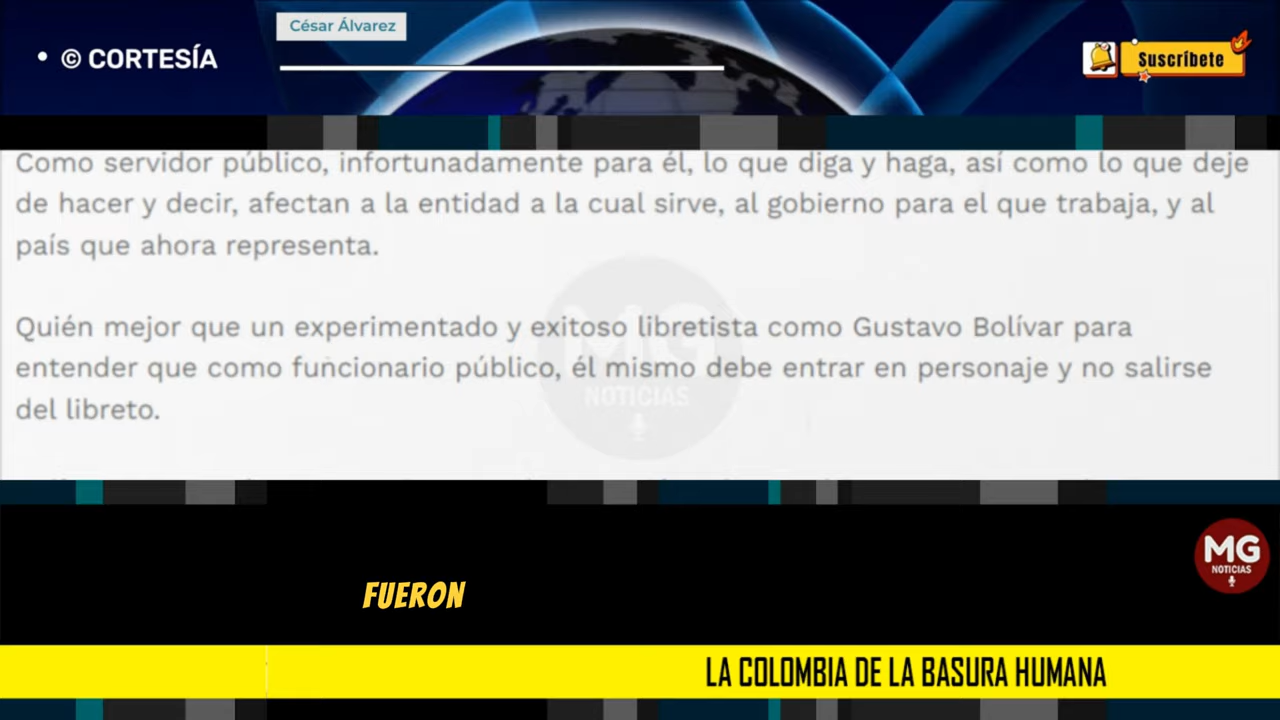 César Álvarez
• © CORTESÍA
Suscríbete
Como servidor público, infortunadamente para él, lo que diga y haga, así como lo que deje
de hacer y decir, afectan a la entidad a la cual sirve, al gobierno para el que trabaja, y al
país que ahora representa.
Quién mejor que un experimentado y exitoso libretista como Gustavo Bolívar para
entender que como funcionario público, él mismo debe entrar en personaje y no salirse
del libreto.
MG
NOTICIAS
MG
NOTICIAS
FUERON
LA COLOMBIA DE LA BASURA HUMANA